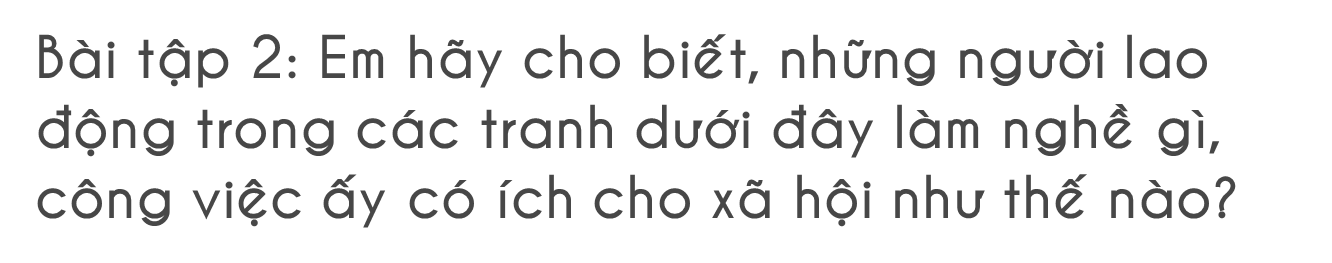 Bài tập 2: Em hãy cho biết, những người lao
động trong các tranh dưới đây làm nghề gì,
công việc ấy có ích cho xã hội như thế nào?